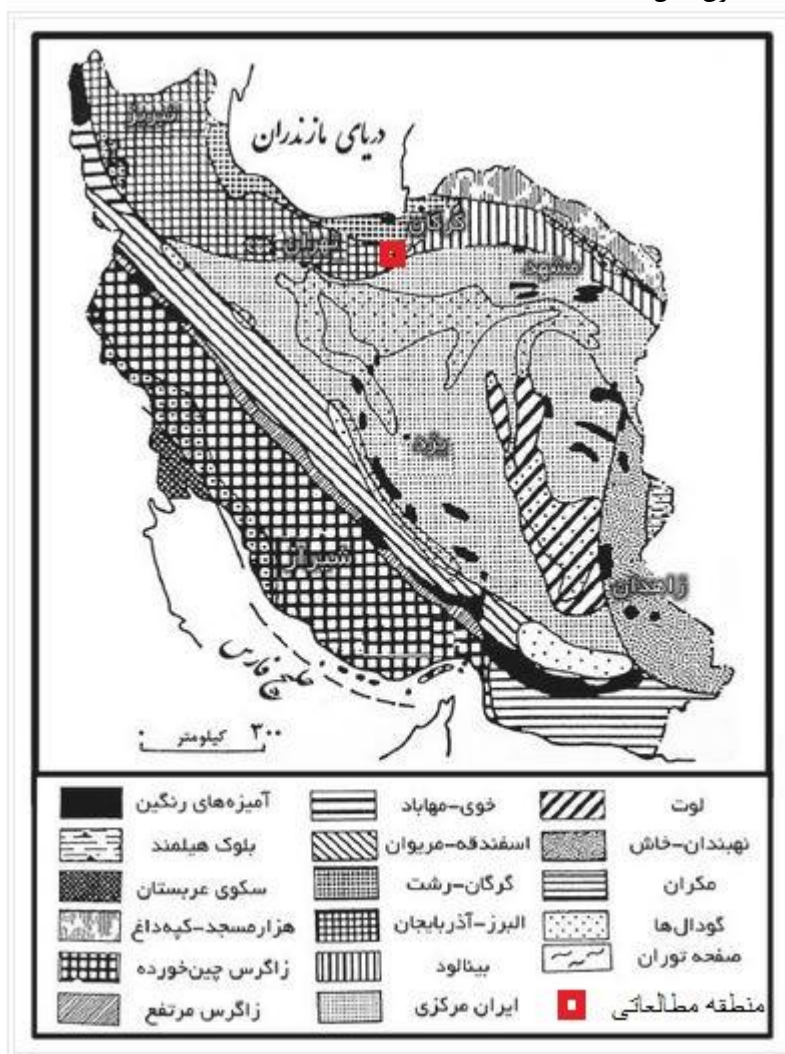 دریای مازندران
تبریز
گرگان
تهران
مشهد
یزد
شیراز
زاهدان
خلیج فارس
۰ ۳۰۰ کیلومتر
لوت
خوی-مهاباد
آمیزه‌های رنگین
نهبندان-خاش
اسفندقه-مریوان
بلوک هیلمند
مکران
گرگان-رشت
سکوی عربستان
گودال‌ها
البرز-آذربایجان
هزارمسجد-کپه‌داغ
صفحه توران
بینالود
زاگرس چین‌خورده
منطقه مطالعاتی
ایران مرکزی
زاگرس مرتفع